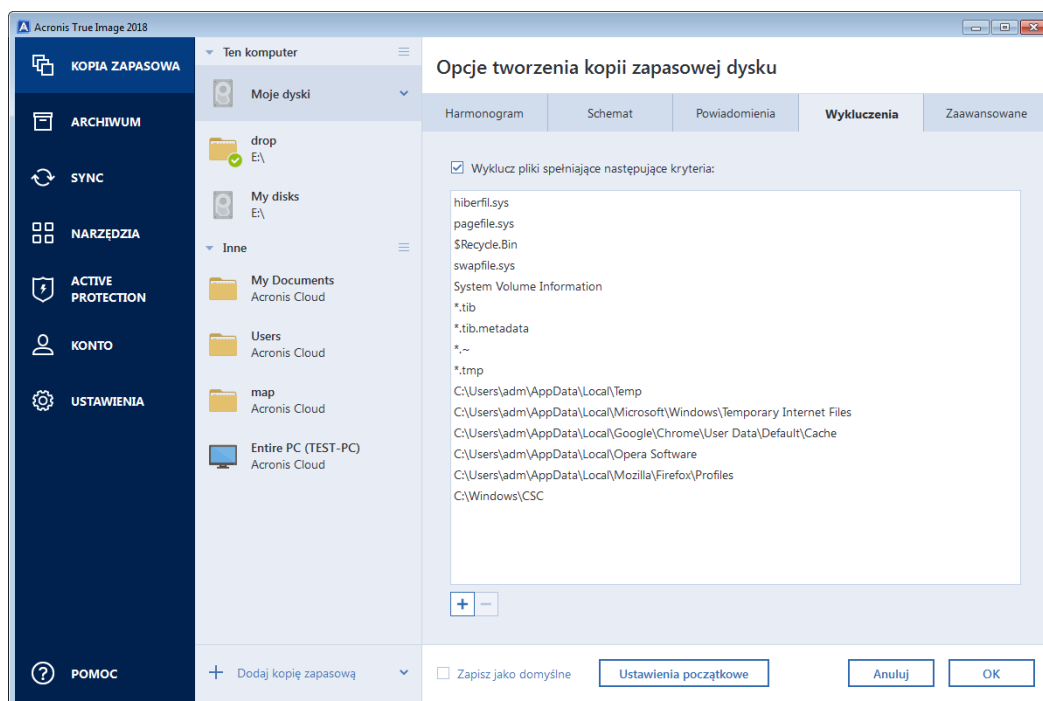 Acronis True Image 2018
KOPIA ZAPASOWA
ARCHIWUM
SYNC
NARZĘDZIA
ACTIVE
PROTECTION
KONTO
USTAWIENIA
POMOC
Ten komputer
Moje dyski
drop
E:\
My disks
E:\
Inne
My Documents
Acronis Cloud
Users
Acronis Cloud
map
Acronis Cloud
Entire PC (TEST-PC)
Acronis Cloud
Dodaj kopię zapasową
Opcje tworzenia kopii zapasowej dysku
Harmonogram Schemat Powiadomienia Wykluczenia Zaawansowane
Wyklucz pliki spełniające następujące kryteria:
hiberfil.sys
pagefile.sys
$Recycle.Bin
swapfile.sys
System Volume Information
*.tib
*.tib.metadata
*.~
*.tmp
C:\Users\adm\AppData\Local\Temp
C:\Users\adm\AppData\Local\Microsoft\Windows\Temporary Internet Files
C:\Users\adm\AppData\Local\Google\Chrome\User Data\Default\Cache
C:\Users\adm\AppData\Local\Opera Software
C:\Users\adm\AppData\Local\Mozilla\Firefox\Profiles
C:\Windows\CSC
Zapisz jako domyślne Ustawienia początkowe Anuluj OK